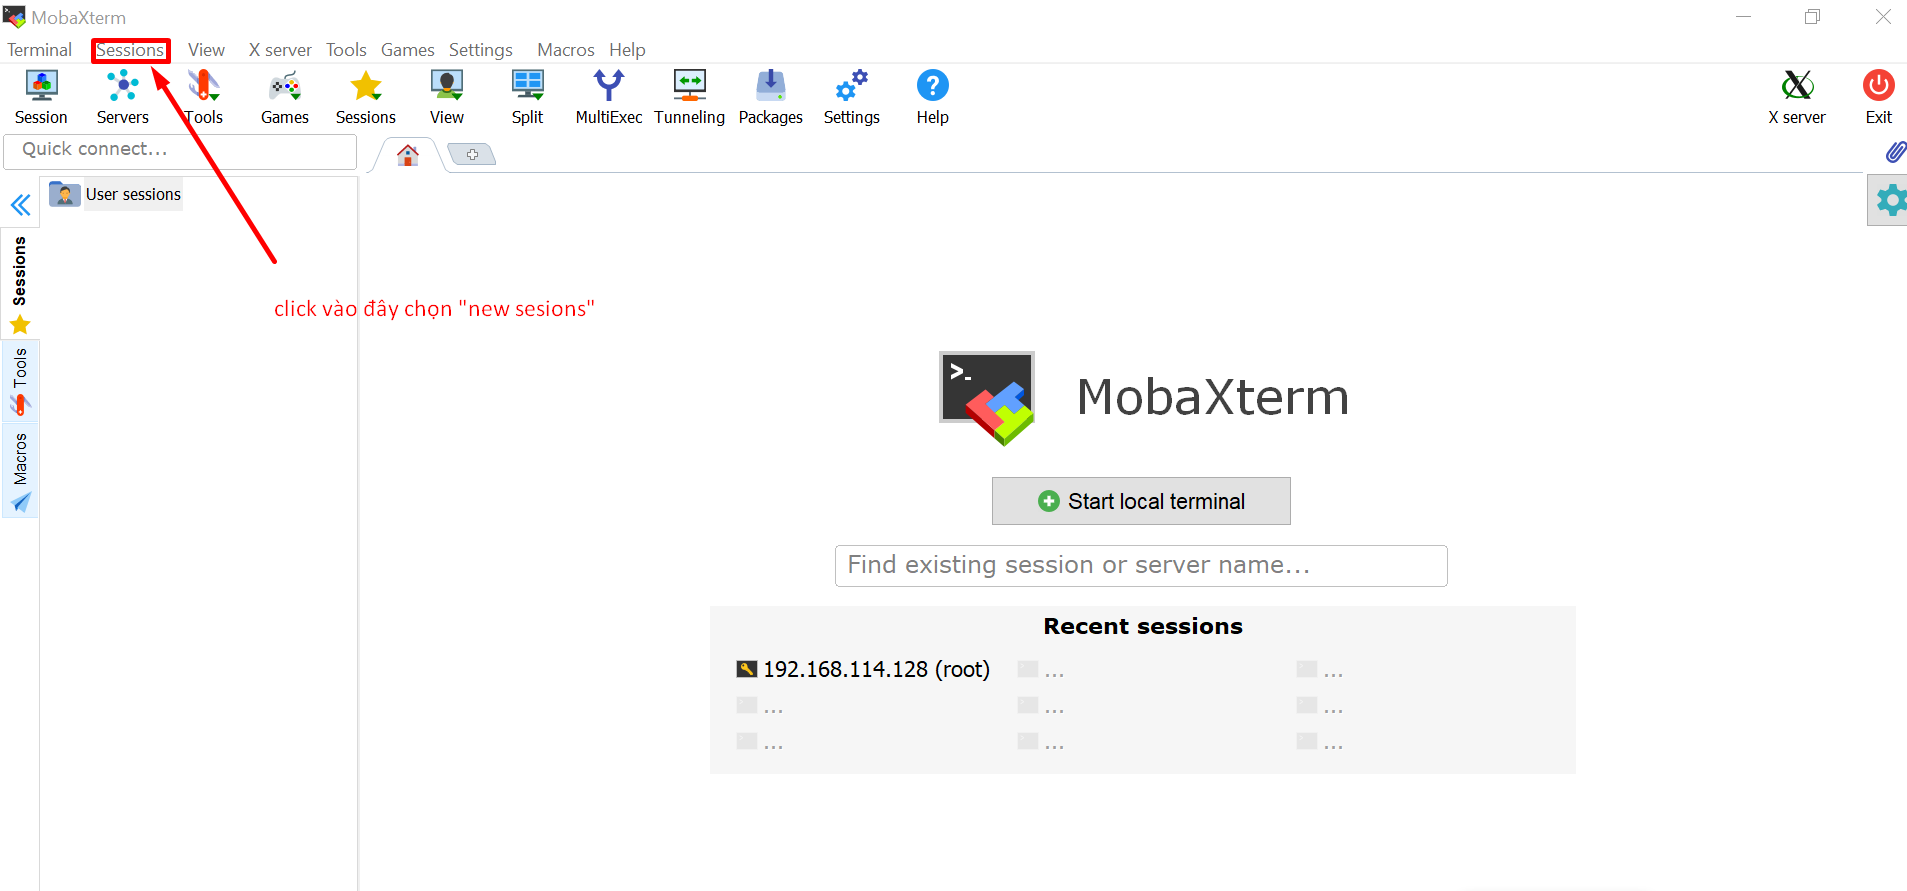 MobaXterm
Terminal Sessions View X server Tools Games Settings Macros Help
Session Servers Tools Games Sessions View Split MultiExec Tunneling Packages Settings Help X server Exit
Quick connect...
User sessions
Sessions
Tools
Macros
click vào đây chọn "new sesions"
>_
MobaXterm
Start local terminal
Find existing session or server name...
Recent sessions
192.168.114.128 (root) ... ...
... ... ...
... ... ...